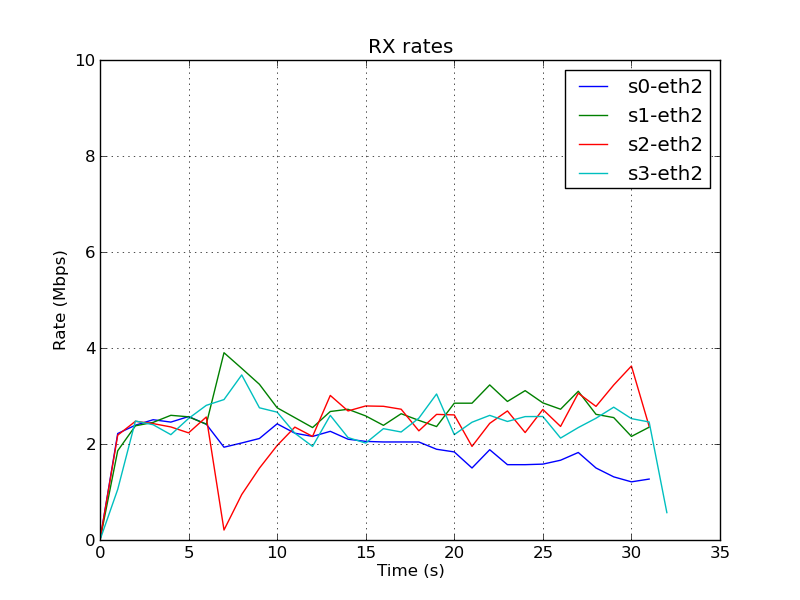 RX rates
10
8
6
4
2
0
Rate (Mbps)
s0-eth2
s1-eth2
s2-eth2
s3-eth2
0 5 10 15 20 25 30 35
Time (s)